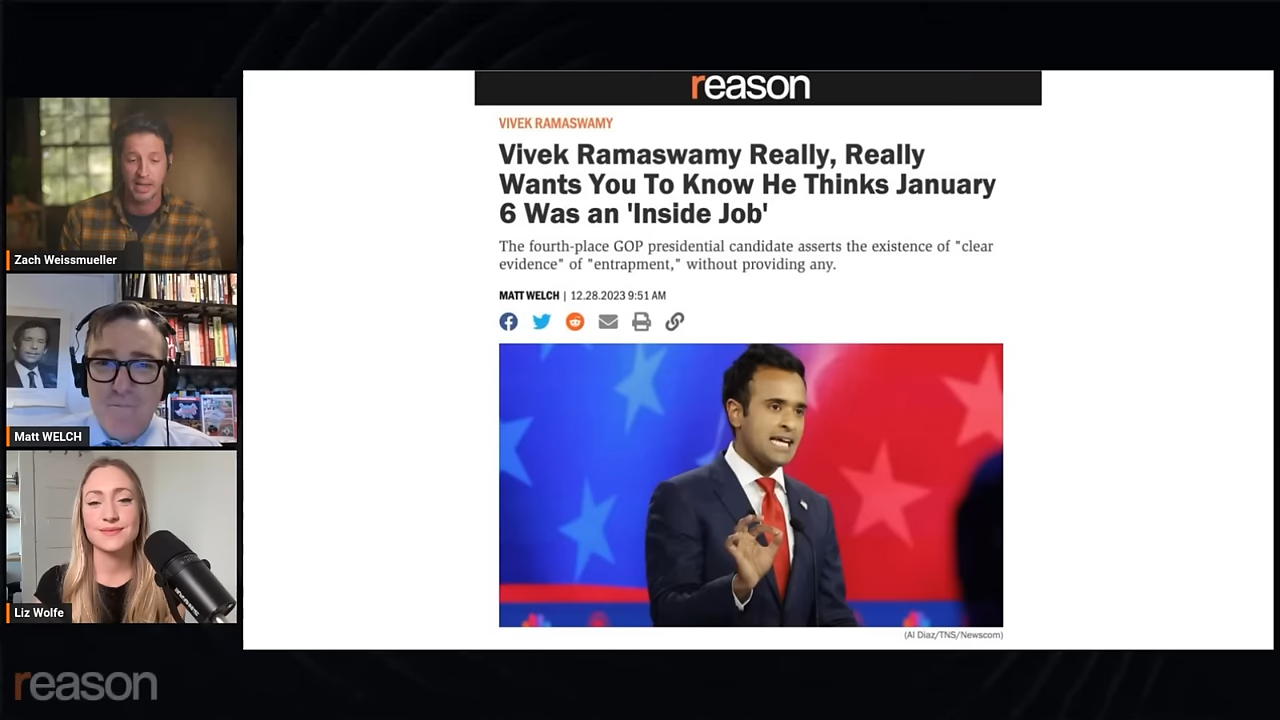 reason
VIVEK RAMASWAMY
Vivek Ramaswamy Really, Really
Wants You To Know He Thinks January
6 Was an 'Inside Job'
The fourth-place GOP presidential candidate asserts the existence of "clear
evidence" of "entrapment," without providing any.
MATT WELCH | 12.28.2023 9:51 AM
(Al Diaz/TNS/Newscom)
Zach Weissmueller
Matt WELCH
Liz Wolfe
reason